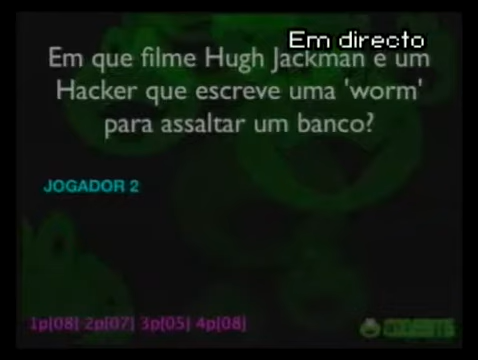 Em directo
Em que filme Hugh Jackman é um
Hacker que escreve uma 'worm'
para assaltar um banco?
JOGADOR 2
1p[08] 2p[07] 3p[05] 4p[08]